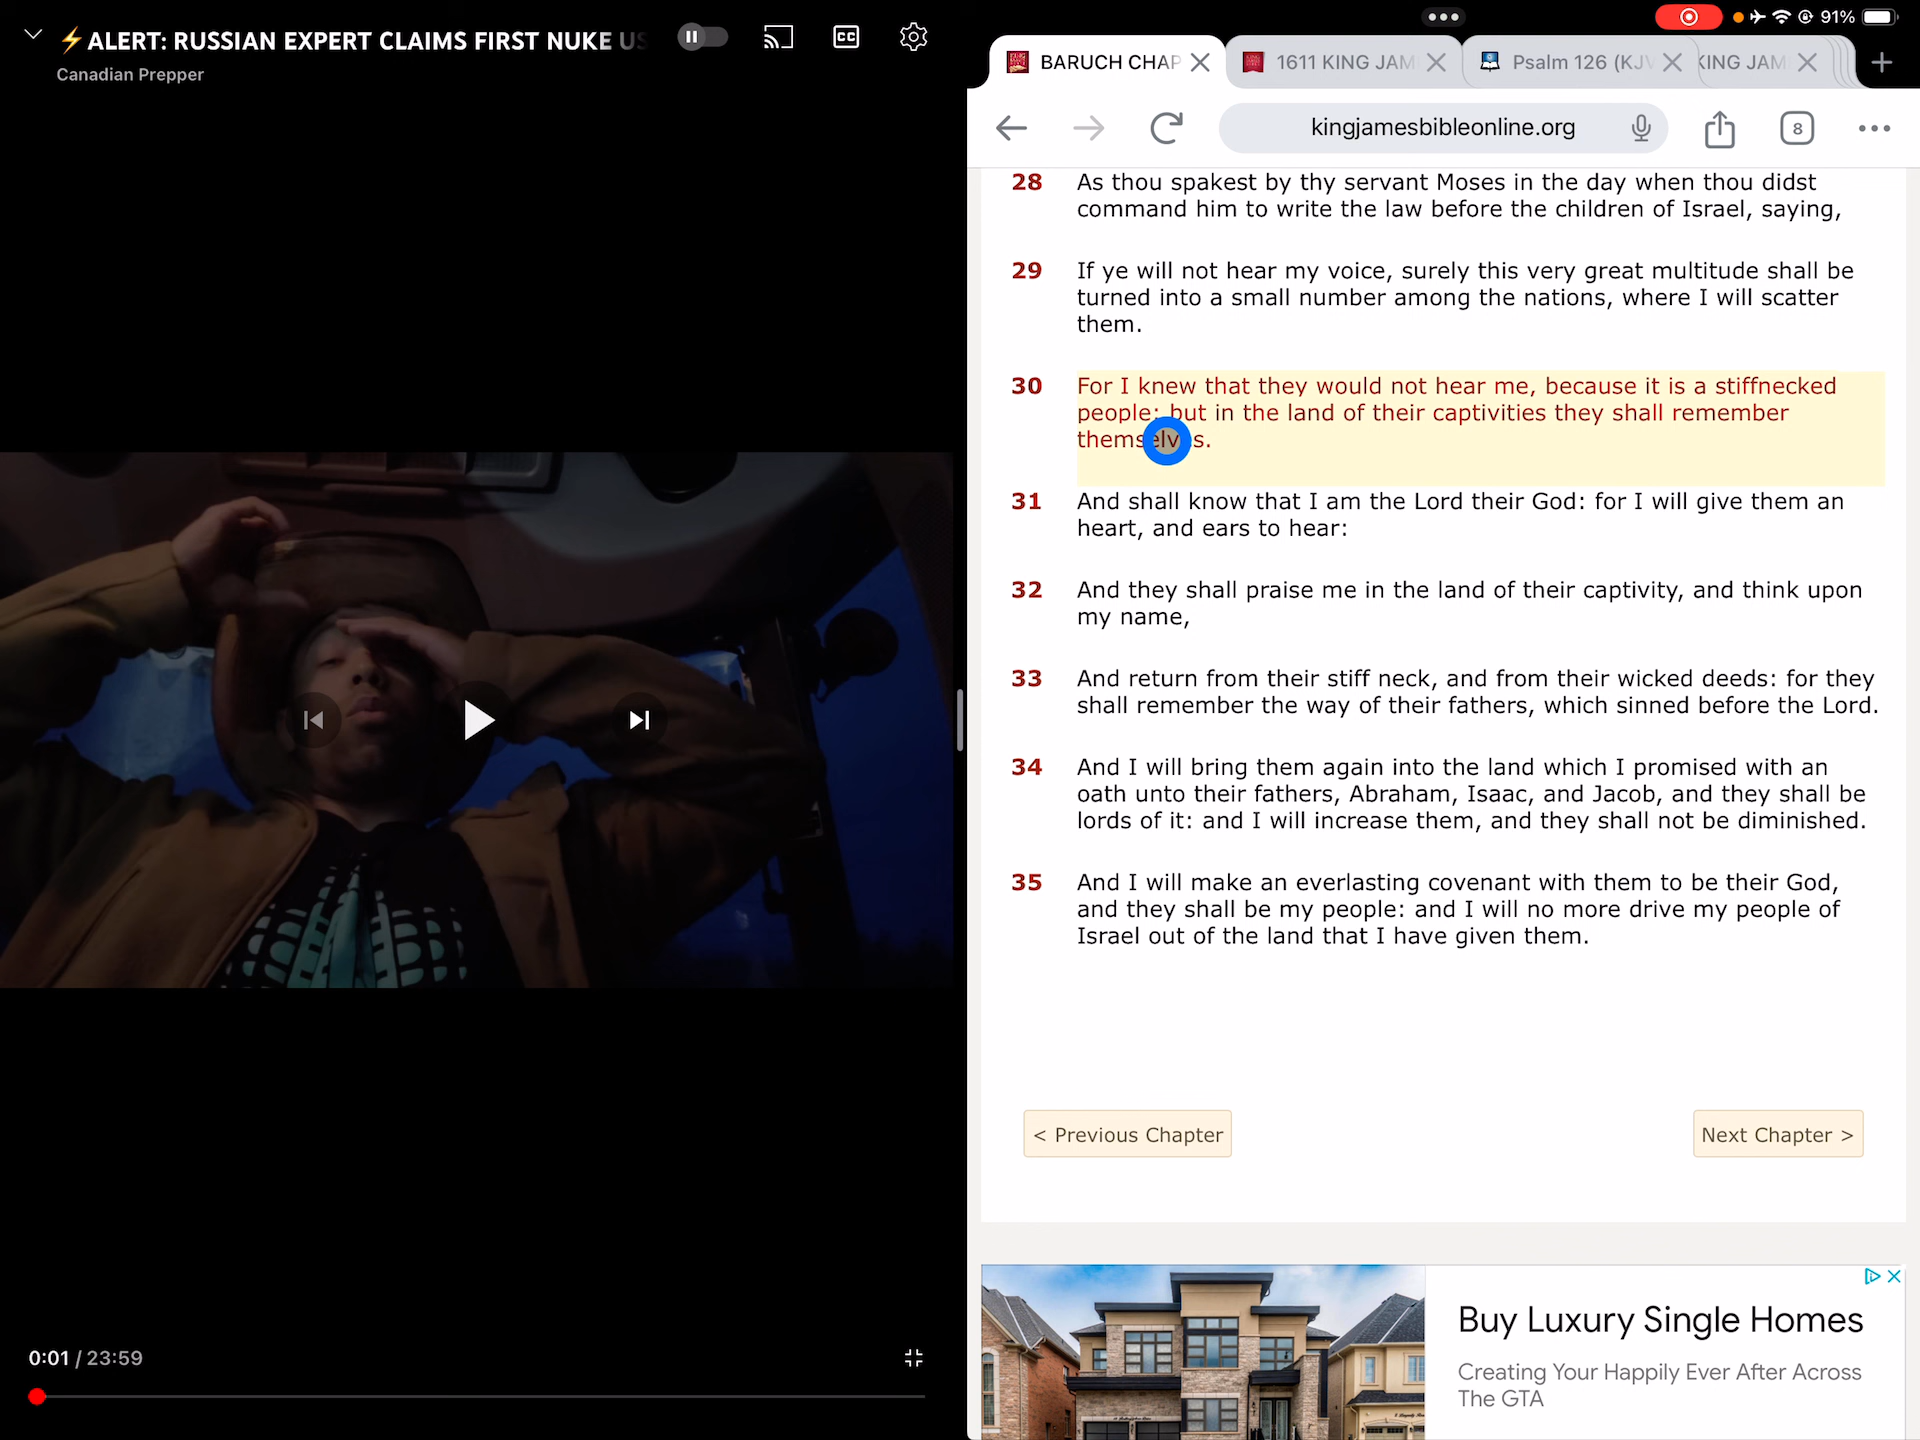 ⚡ALERT: RUSSIAN EXPERT CLAIMS FIRST NUKE US
Canadian Prepper
CC
0:01 / 23:59
91%
BARUCH CHAP
1611 KING JAM
Psalm 126 (KJV
KING JAM
kingjamesbibleonline.org
8
28 As thou spakest by thy servant Moses in the day when thou didst
command him to write the law before the children of Israel, saying,
29 If ye will not hear my voice, surely this very great multitude shall be
turned into a small number among the nations, where I will scatter
them.
30 For I knew that they would not hear me, because it is a stiffnecked
people: but in the land of their captivities they shall remember
themselves.
31 And shall know that I am the Lord their God: for I will give them an
heart, and ears to hear:
32 And they shall praise me in the land of their captivity, and think upon
my name,
33 And return from their stiff neck, and from their wicked deeds: for they
shall remember the way of their fathers, which sinned before the Lord.
34 And I will bring them again into the land which I promised with an
oath unto their fathers, Abraham, Isaac, and Jacob, and they shall be
lords of it: and I will increase them, and they shall not be diminished.
35 And I will make an everlasting covenant with them to be their God,
and they shall be my people: and I will no more drive my people of
Israel out of the land that I have given them.
< Previous Chapter
Next Chapter >
Buy Luxury Single Homes
Creating Your Happily Ever After Across
The GTA